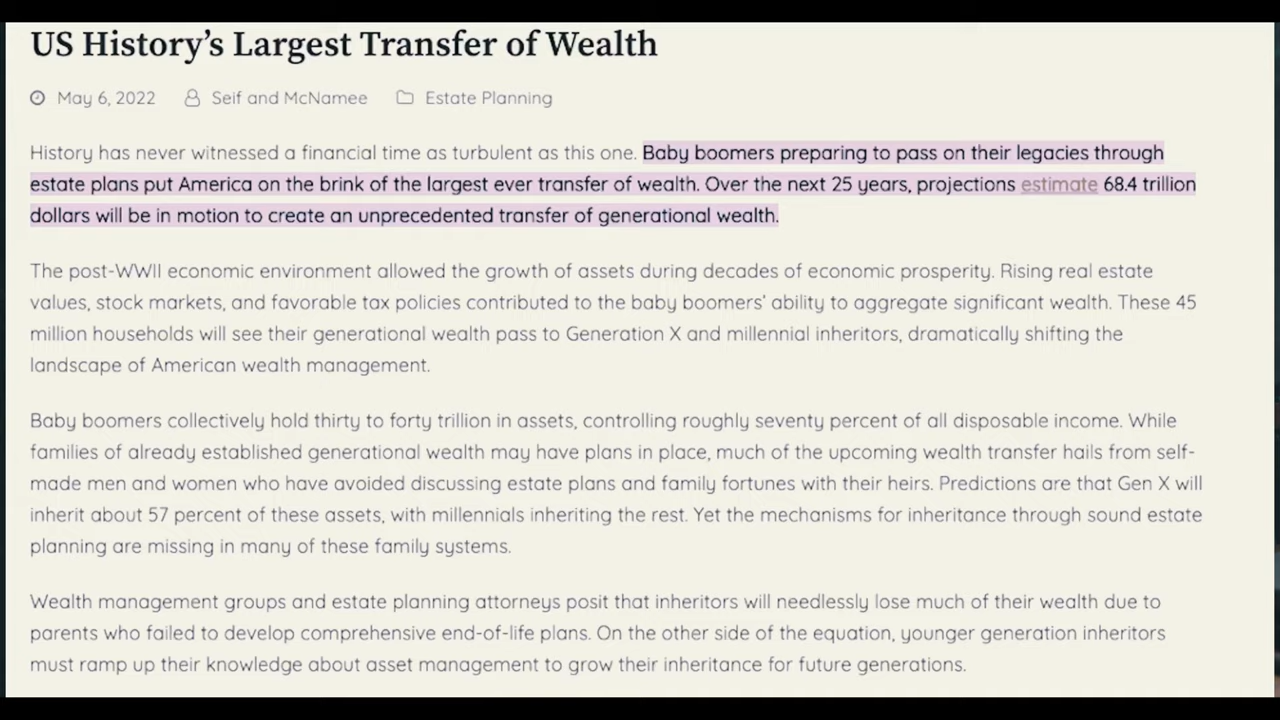 US History’s Largest Transfer of Wealth
May 6, 2022 Seif and McNamee Estate Planning
History has never witnessed a financial time as turbulent as this one. Baby boomers preparing to pass on their legacies through
estate plans put America on the brink of the largest ever transfer of wealth. Over the next 25 years, projections estimate 68.4 trillion
dollars will be in motion to create an unprecedented transfer of generational wealth.
The post-WWII economic environment allowed the growth of assets during decades of economic prosperity. Rising real estate
values, stock markets, and favorable tax policies contributed to the baby boomers’ ability to aggregate significant wealth. These 45
million households will see their generational wealth pass to Generation X and millennial inheritors, dramatically shifting the
landscape of American wealth management.
Baby boomers collectively hold thirty to forty trillion in assets, controlling roughly seventy percent of all disposable income. While
families of already established generational wealth may have plans in place, much of the upcoming wealth transfer hails from self-
made men and women who have avoided discussing estate plans and family fortunes with their heirs. Predictions are that Gen X will
inherit about 57 percent of these assets, with millennials inheriting the rest. Yet the mechanisms for inheritance through sound estate
planning are missing in many of these family systems.
Wealth management groups and estate planning attorneys posit that inheritors will needlessly lose much of their wealth due to
parents who failed to develop comprehensive end-of-life plans. On the other side of the equation, younger generation inheritors
must ramp up their knowledge about asset management to grow their inheritance for future generations.